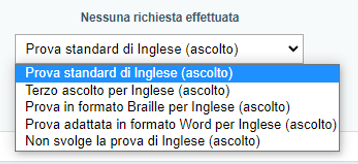 Nessuna richiesta effettuata
Prova standard di Inglese (ascolto)
Prova standard di Inglese (ascolto)
Terzo ascolto per Inglese (ascolto)
Prova in formato Braille per Inglese (ascolto)
Prova adattata in formato Word per Inglese (ascolto)
Non svolge la prova di Inglese (ascolto)